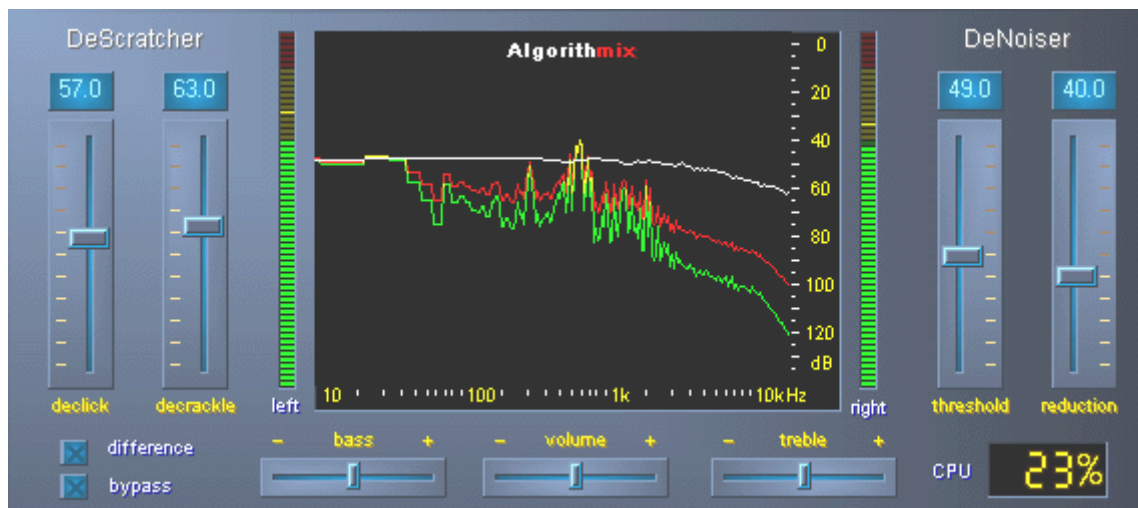 DeScratcher
57.0 63.0
declick decrackle
difference
bypass
left
Algorithmix
0
20
40
60
80
100
120
dB
10 100 1k 10kHz
right
DeNoiser
49.0 40.0
threshold reduction
- bass +
- volume +
- treble +
CPU 23%